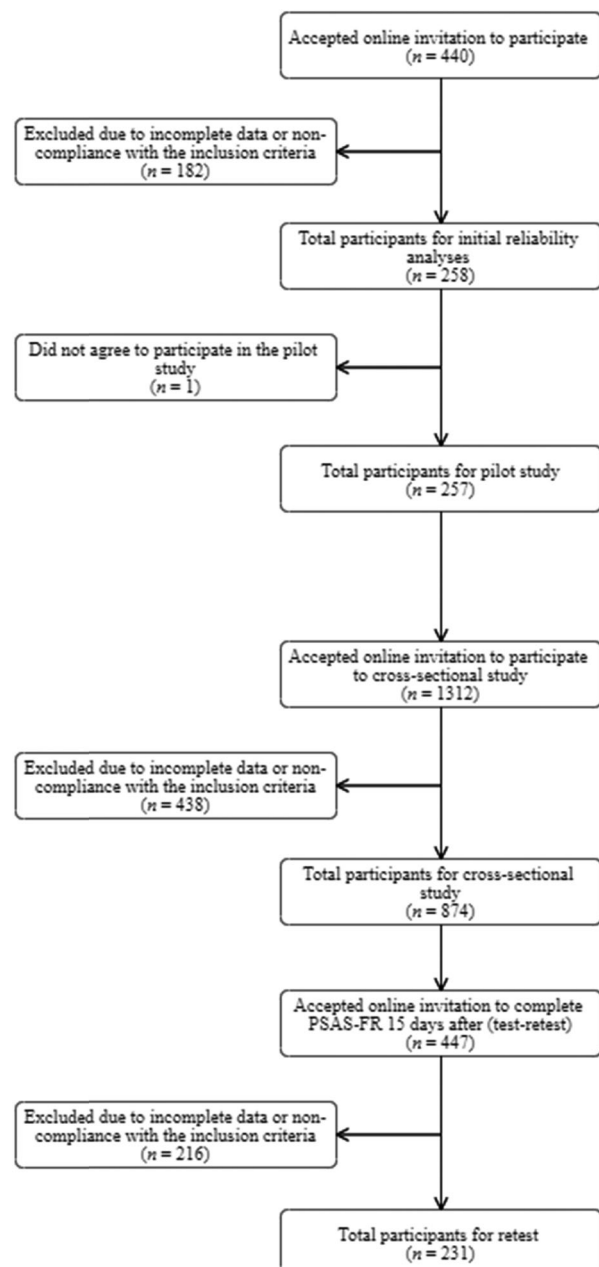 Accepted online invitation to participate
(n = 440)
Excluded due to incomplete data or non-
compliance with the inclusion criteria
(n = 182)
Total participants for initial reliability
analyses
(n = 258)
Did not agree to participate in the pilot
study
(n = 1)
Total participants for pilot study
(n = 257)
Accepted online invitation to participate
to cross-sectional study
(n = 1312)
Excluded due to incomplete data or non-
compliance with the inclusion criteria
(n = 438)
Total participants for cross-sectional
study
(n = 874)
Accepted online invitation to complete
PSAS-FR 15 days after (test-retest)
(n = 447)
Excluded due to incomplete data or non-
compliance with the inclusion criteria
(n = 216)
Total participants for retest
(n = 231)